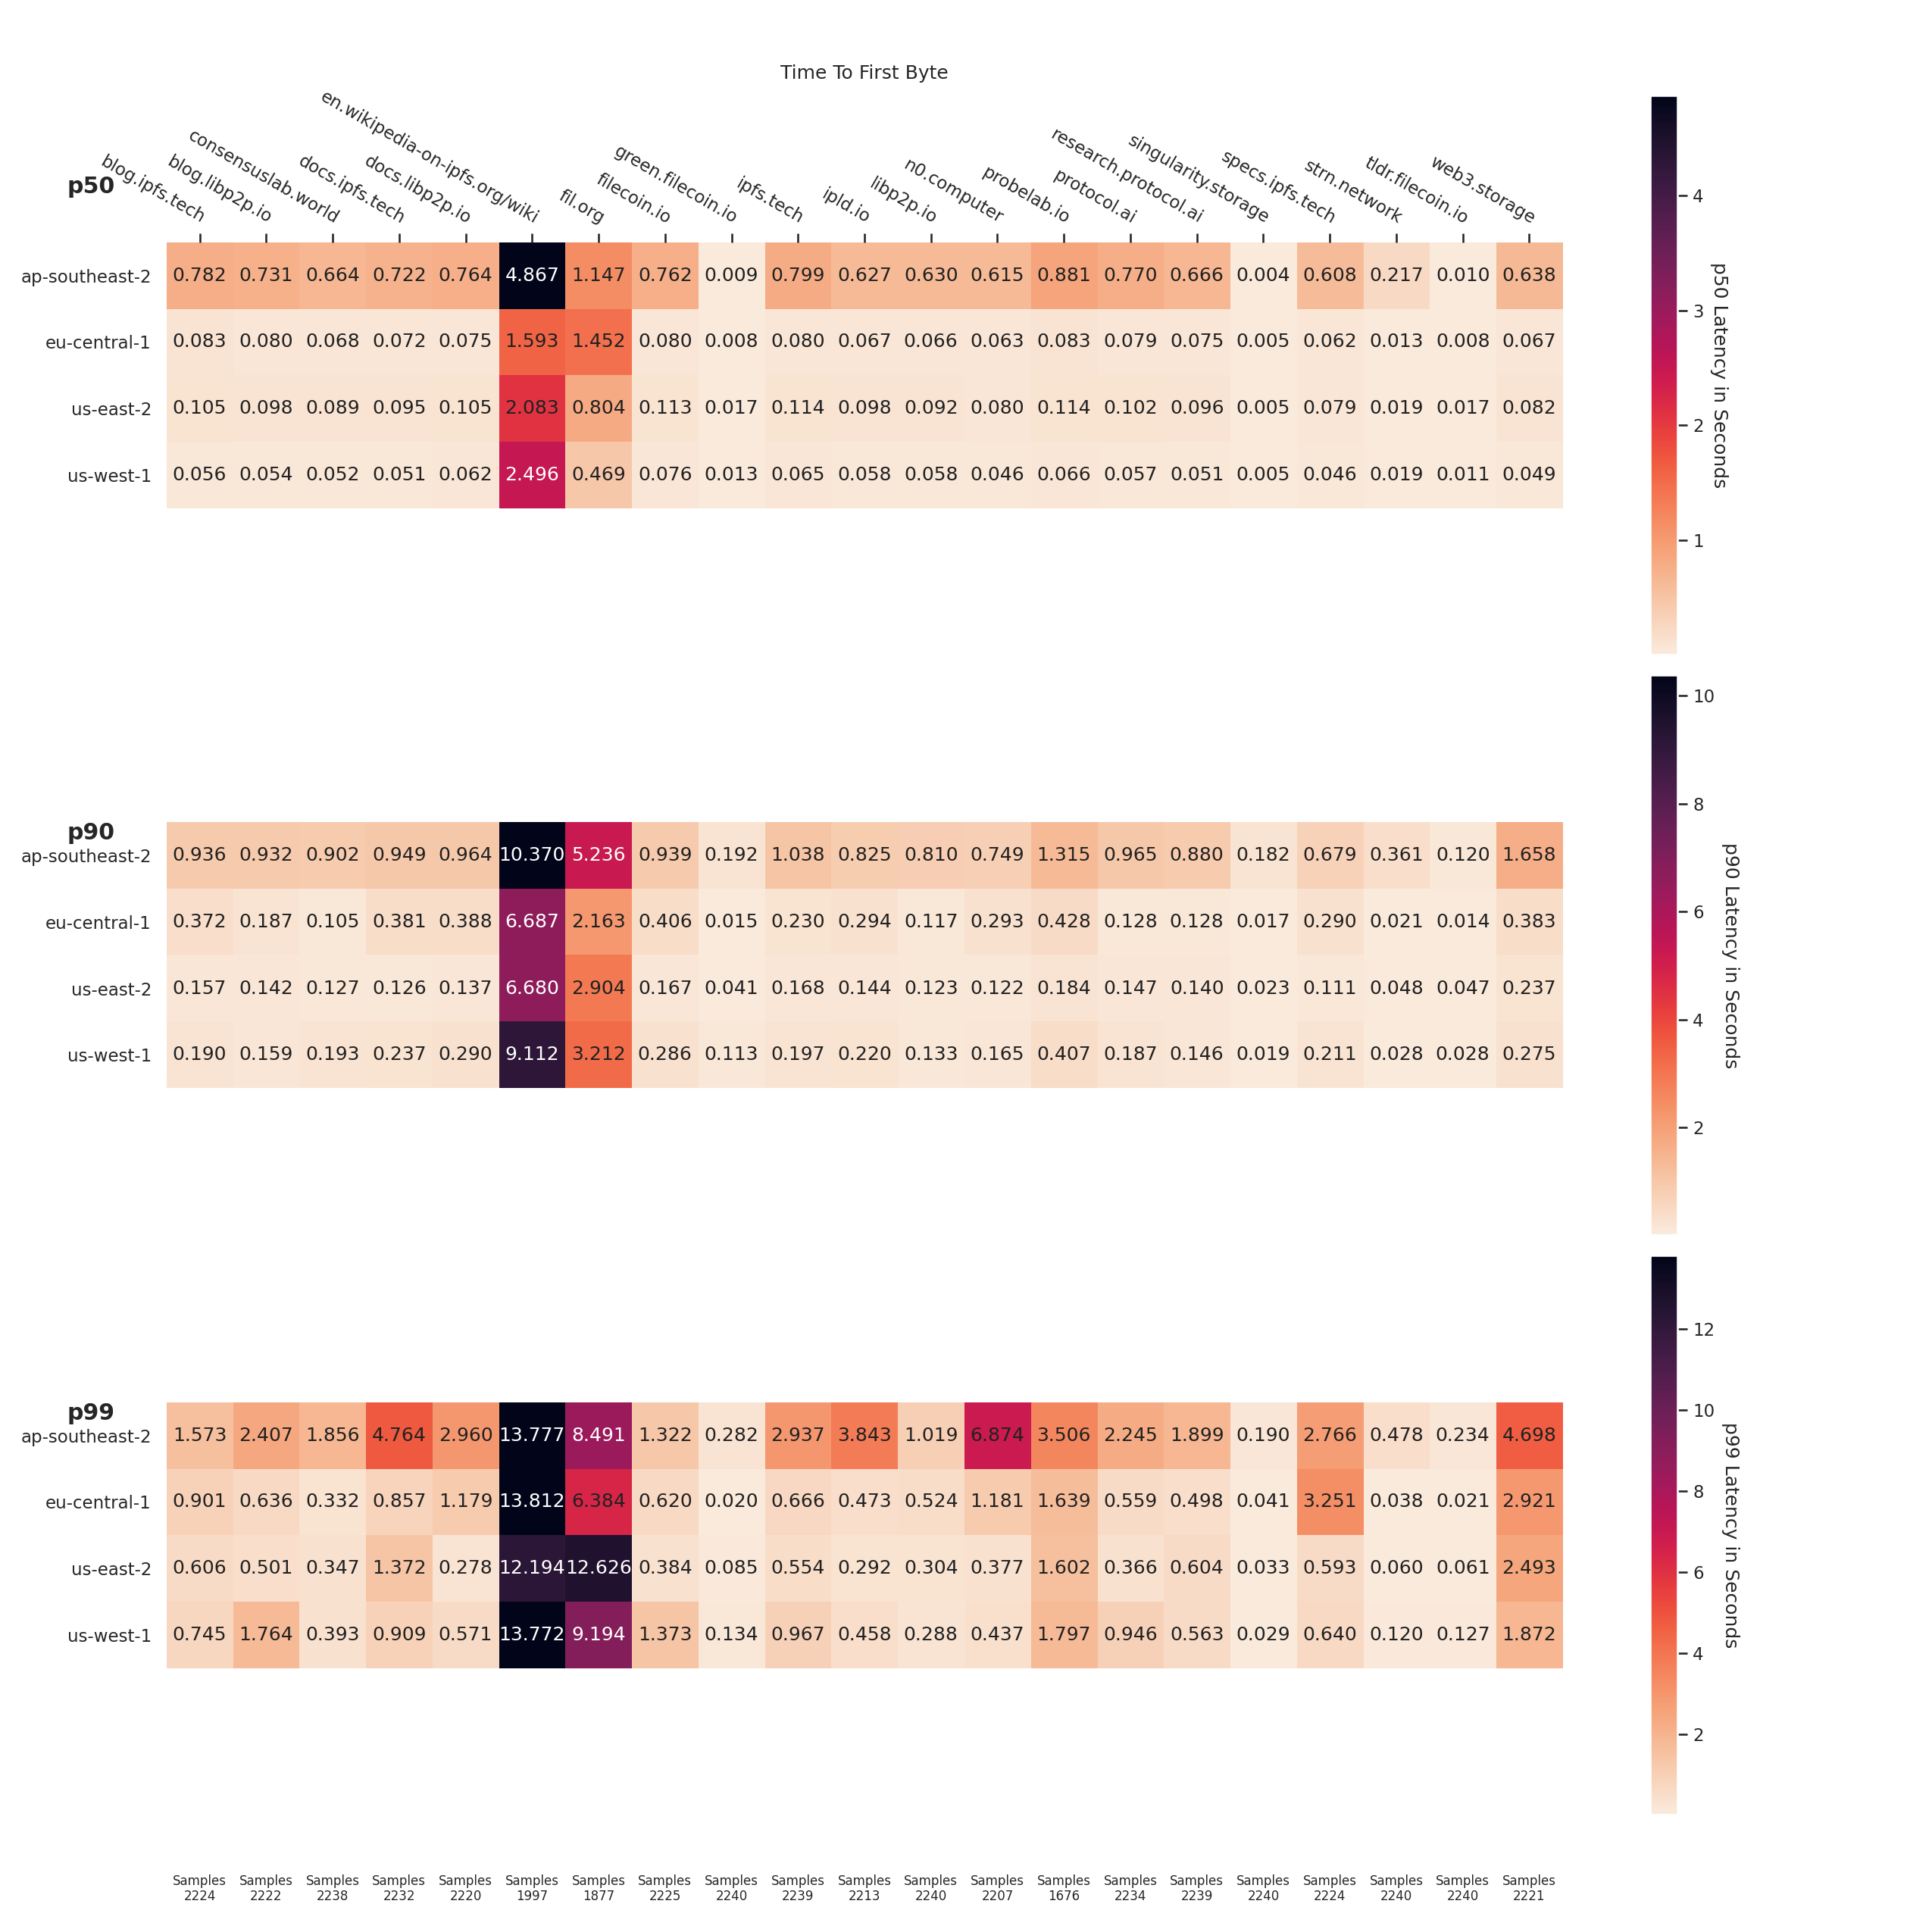 Time To First Byte
p50
blog.ipfs.tech
blog.libp2p.io
consensuslab.world
docs.ipfs.tech
docs.libp2p.io
en.wikipedia-on-ipfs.org/wiki
fil.org
filecoin.io
green.filecoin.io
ipfs.tech
ipld.io
libp2p.io
n0.computer
probelab.io
protocol.ai
research.protocol.ai
singularity.storage
specs.ipfs.tech
strn.network
tldr.filecoin.io
web3.storage
ap-southeast-2 0.782 0.731 0.664 0.722 0.764 4.867 1.147 0.762 0.009 0.799 0.627 0.630 0.615 0.881 0.770 0.666 0.004 0.608 0.217 0.010 0.638
eu-central-1 0.083 0.080 0.068 0.072 0.075 1.593 1.452 0.080 0.008 0.080 0.067 0.066 0.063 0.083 0.079 0.075 0.005 0.062 0.013 0.008 0.067
us-east-2 0.105 0.098 0.089 0.095 0.105 2.083 0.804 0.113 0.017 0.114 0.098 0.092 0.080 0.114 0.102 0.096 0.005 0.079 0.019 0.017 0.082
us-west-1 0.056 0.054 0.052 0.051 0.062 2.496 0.469 0.076 0.013 0.065 0.058 0.058 0.046 0.066 0.057 0.051 0.005 0.046 0.019 0.011 0.049
4
3
2
1
p50 Latency in Seconds
p90
ap-southeast-2 0.936 0.932 0.902 0.949 0.964 10.370 5.236 0.939 0.192 1.038 0.825 0.810 0.749 1.315 0.965 0.880 0.182 0.679 0.361 0.120 1.658
eu-central-1 0.372 0.187 0.105 0.381 0.388 6.687 2.163 0.406 0.015 0.230 0.294 0.117 0.293 0.428 0.128 0.128 0.017 0.290 0.021 0.014 0.383
us-east-2 0.157 0.142 0.127 0.126 0.137 6.680 2.904 0.167 0.041 0.168 0.144 0.123 0.122 0.184 0.147 0.140 0.023 0.111 0.048 0.047 0.237
us-west-1 0.190 0.159 0.193 0.237 0.290 9.112 3.212 0.286 0.113 0.197 0.220 0.133 0.165 0.407 0.187 0.146 0.019 0.211 0.028 0.028 0.275
10
8
6
4
2
p90 Latency in Seconds
p99
ap-southeast-2 1.573 2.407 1.856 4.764 2.960 13.777 8.491 1.322 0.282 2.937 3.843 1.019 6.874 3.506 2.245 1.899 0.190 2.766 0.478 0.234 4.698
eu-central-1 0.901 0.636 0.332 0.857 1.179 13.812 6.384 0.620 0.020 0.666 0.473 0.524 1.181 1.639 0.559 0.498 0.041 3.251 0.038 0.021 2.921
us-east-2 0.606 0.501 0.347 1.372 0.278 12.194 12.626 0.384 0.085 0.554 0.292 0.304 0.377 1.602 0.366 0.604 0.033 0.593 0.060 0.061 2.493
us-west-1 0.745 1.764 0.393 0.909 0.571 13.772 9.194 1.373 0.134 0.967 0.458 0.288 0.437 1.797 0.946 0.563 0.029 0.640 0.120 0.127 1.872
12
10
8
6
4
2
p99 Latency in Seconds
Samples Samples Samples Samples Samples Samples Samples Samples Samples Samples Samples Samples Samples Samples Samples Samples Samples Samples Samples Samples Samples
2224 2222 2238 2232 2220 1997 1877 2225 2240 2239 2213 2240 2207 1676 2234 2239 2240 2224 2240 2240 2221